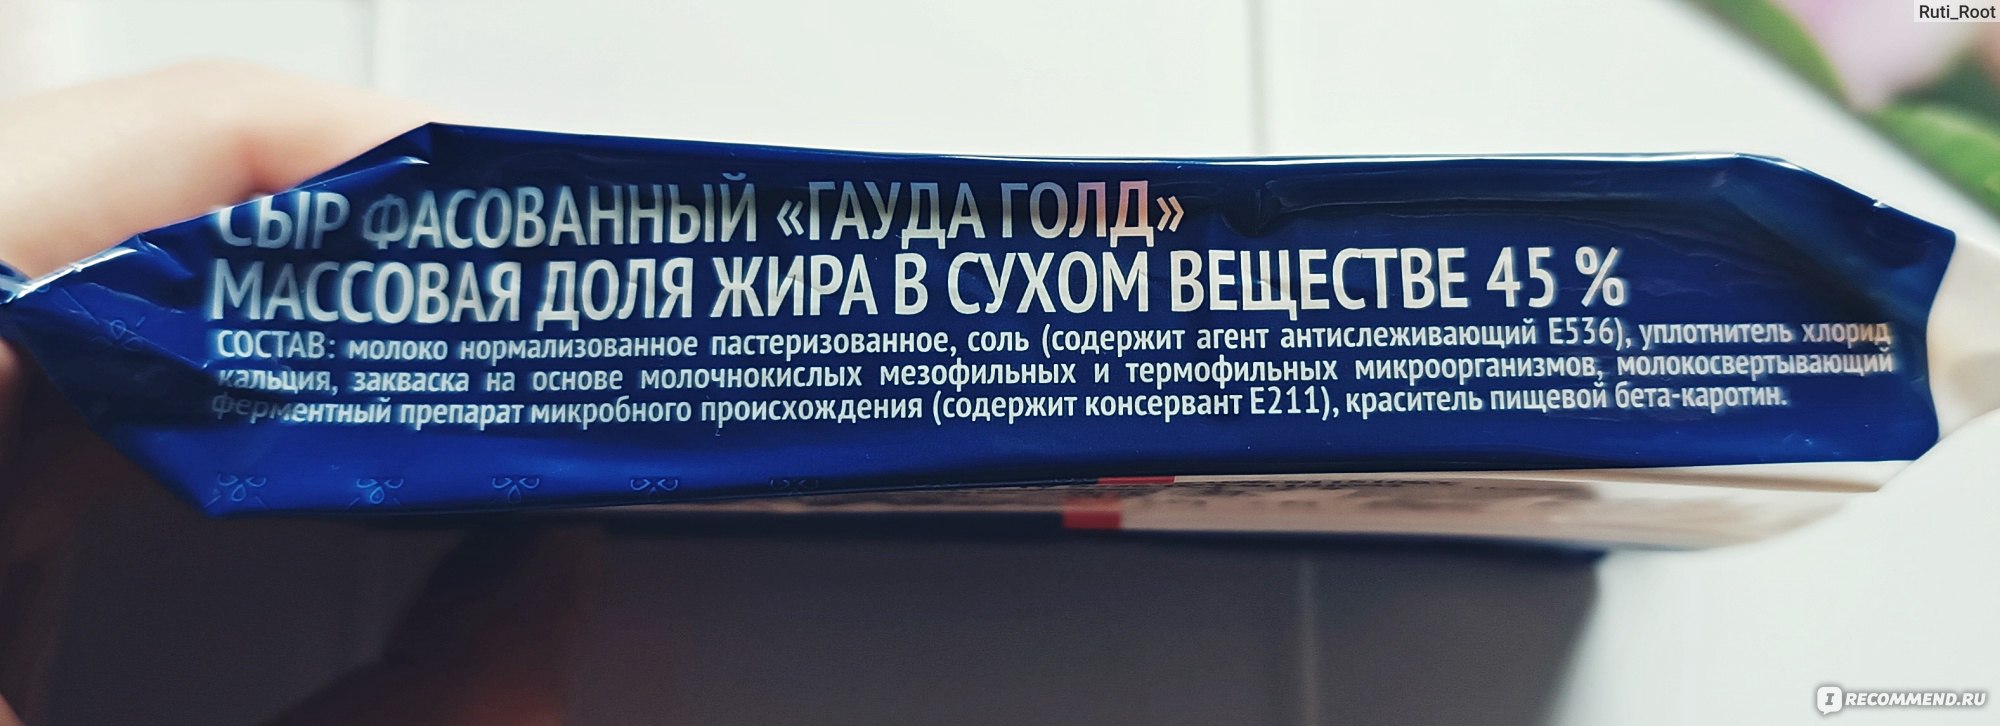 Ruti_Root
СЫР ФАСОВАННЫЙ «ГАУДА ГОЛД»
МАССОВАЯ ДОЛЯ ЖИРА В СУХОМ ВЕЩЕСТВЕ 45 %
СОСТАВ: молоко нормализованное пастеризованное, соль (содержит агент антислеживающий Е536), уплотнитель хлорид
кальция, закваска на основе молочнокислых мезофильных и термофильных микроорганизмов, молокосвертывающий
ферментный препарат микробного происхождения (содержит консервант Е211), краситель пищевой бета-каротин.
IRECOMMEND.RU